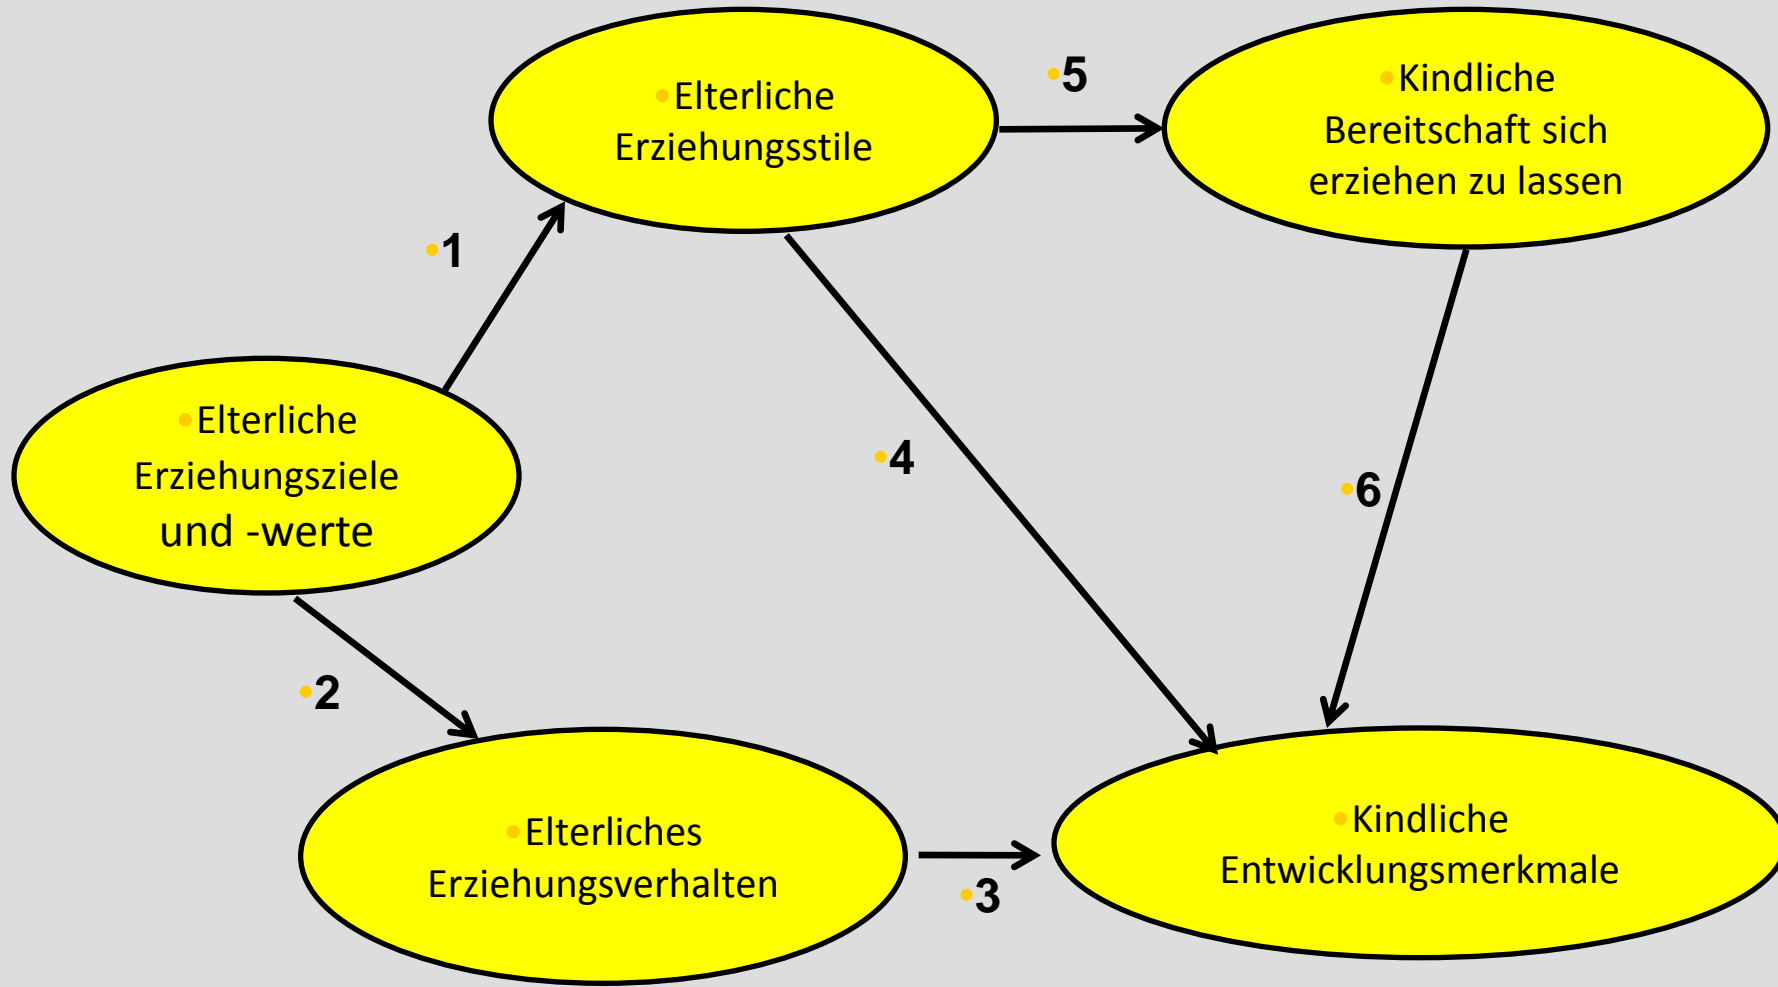 •Elterliche
Erziehungsstile
•5
•Kindliche
Bereitschaft sich
erziehen zu lassen
•1
•Elterliche
Erziehungsziele
und -werte
•4
•6
•2
•Elterliches
Erziehungsverhalten
•3
•Kindliche
Entwicklungsmerkmale